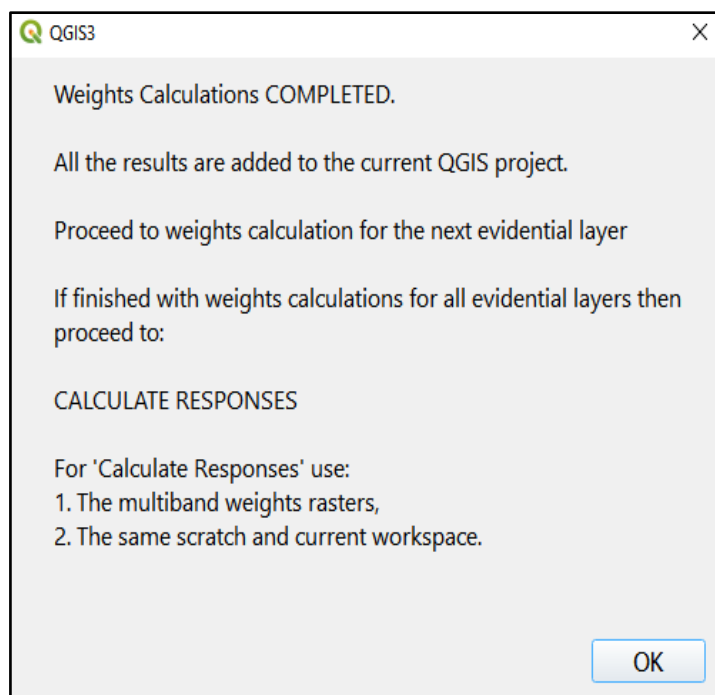 QGIS3
Weights Calculations COMPLETED.
All the results are added to the current QGIS project.
Proceed to weights calculation for the next evidential layer
If finished with weights calculations for all evidential layers then
proceed to:
CALCULATE RESPONSES
For 'Calculate Responses' use:
1. The multiband weights rasters,
2. The same scratch and current workspace.
OK